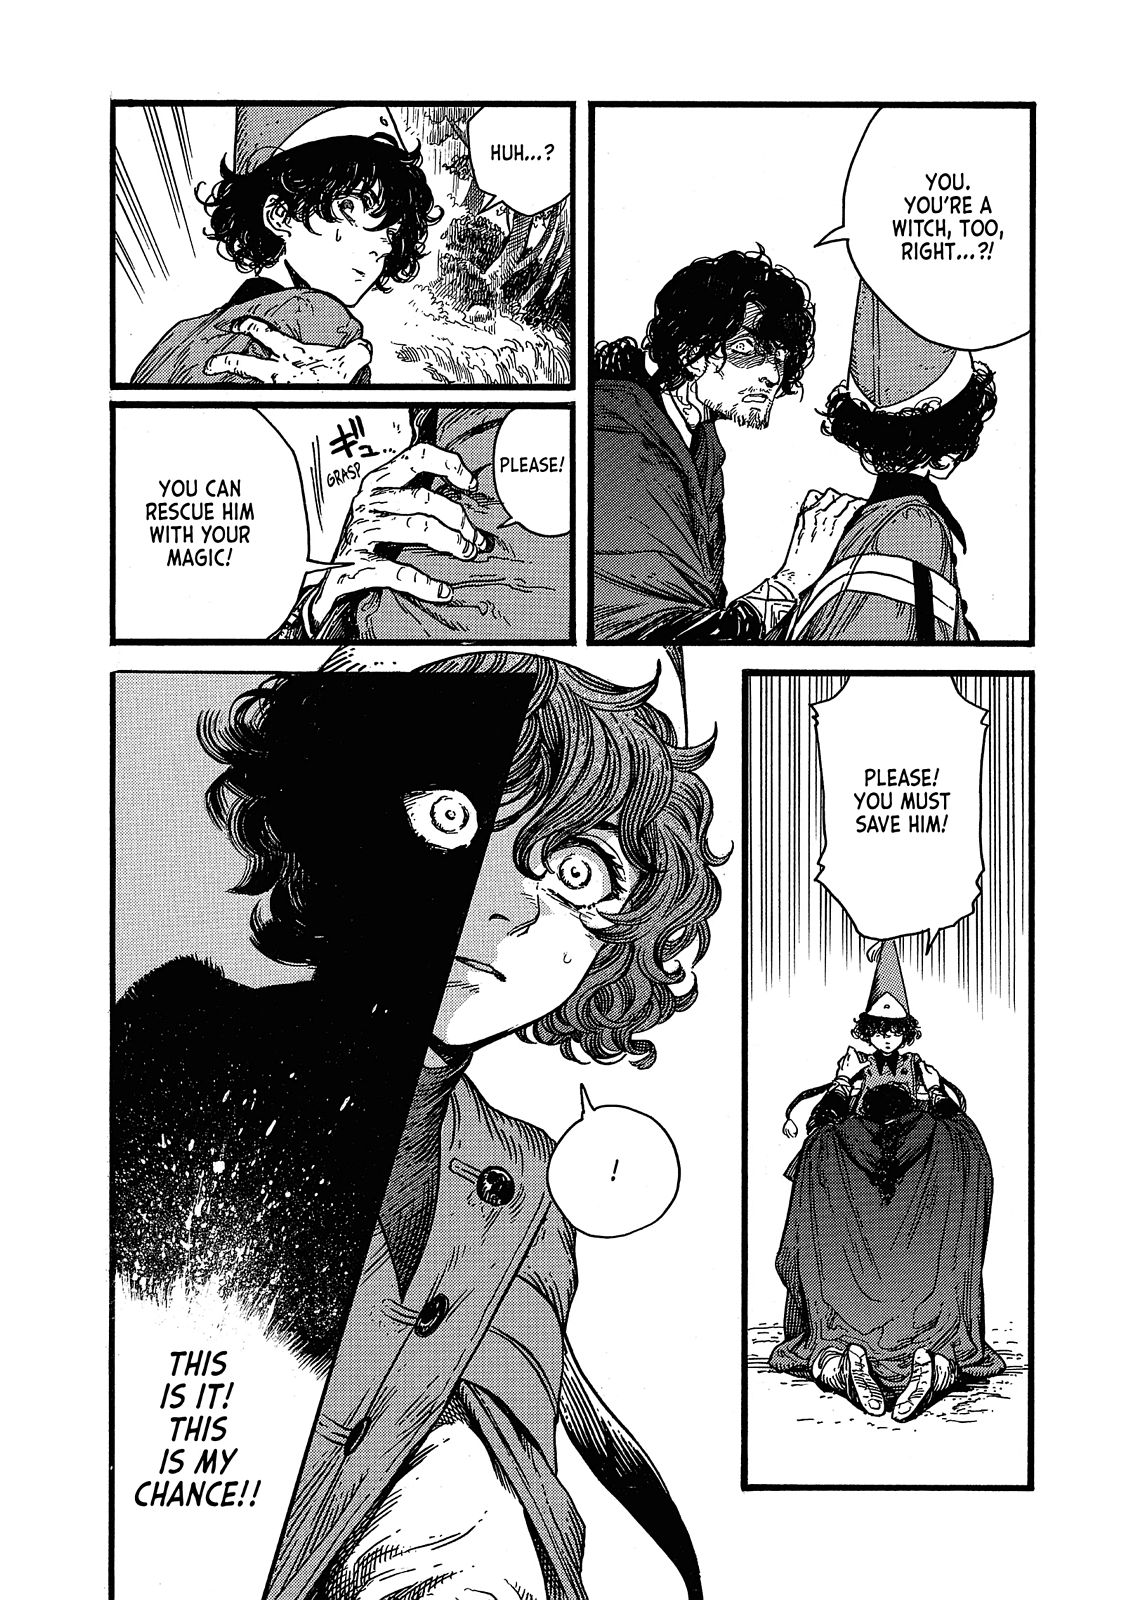 YOU.
YOU'RE A
WITCH, TOO,
RIGHT...?!
HUH...?
PLEASE!
ギュ...
GRASP
YOU CAN
RESCUE HIM
WITH YOUR
MAGIC!
PLEASE!
YOU MUST
SAVE HIM!
!
THIS
IS IT!
THIS
IS MY
CHANCE!!